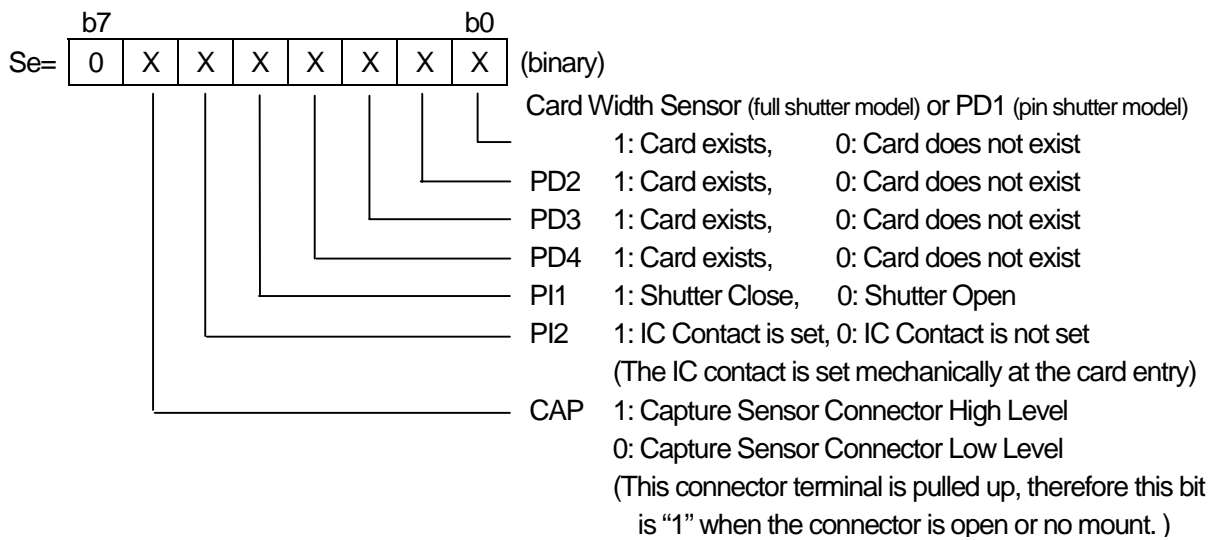 b7 b0
Se= 0 X X X X X X X (binary)
Card Width Sensor (full shutter model) or PD1 (pin shutter model)
1: Card exists, 0: Card does not exist
PD2 1: Card exists, 0: Card does not exist
PD3 1: Card exists, 0: Card does not exist
PD4 1: Card exists, 0: Card does not exist
PI1 1: Shutter Close, 0: Shutter Open
PI2 1: IC Contact is set, 0: IC Contact is not set
(The IC contact is set mechanically at the card entry)
CAP 1: Capture Sensor Connector High Level
0: Capture Sensor Connector Low Level
(This connector terminal is pulled up, therefore this bit
is “1” when the connector is open or no mount. )